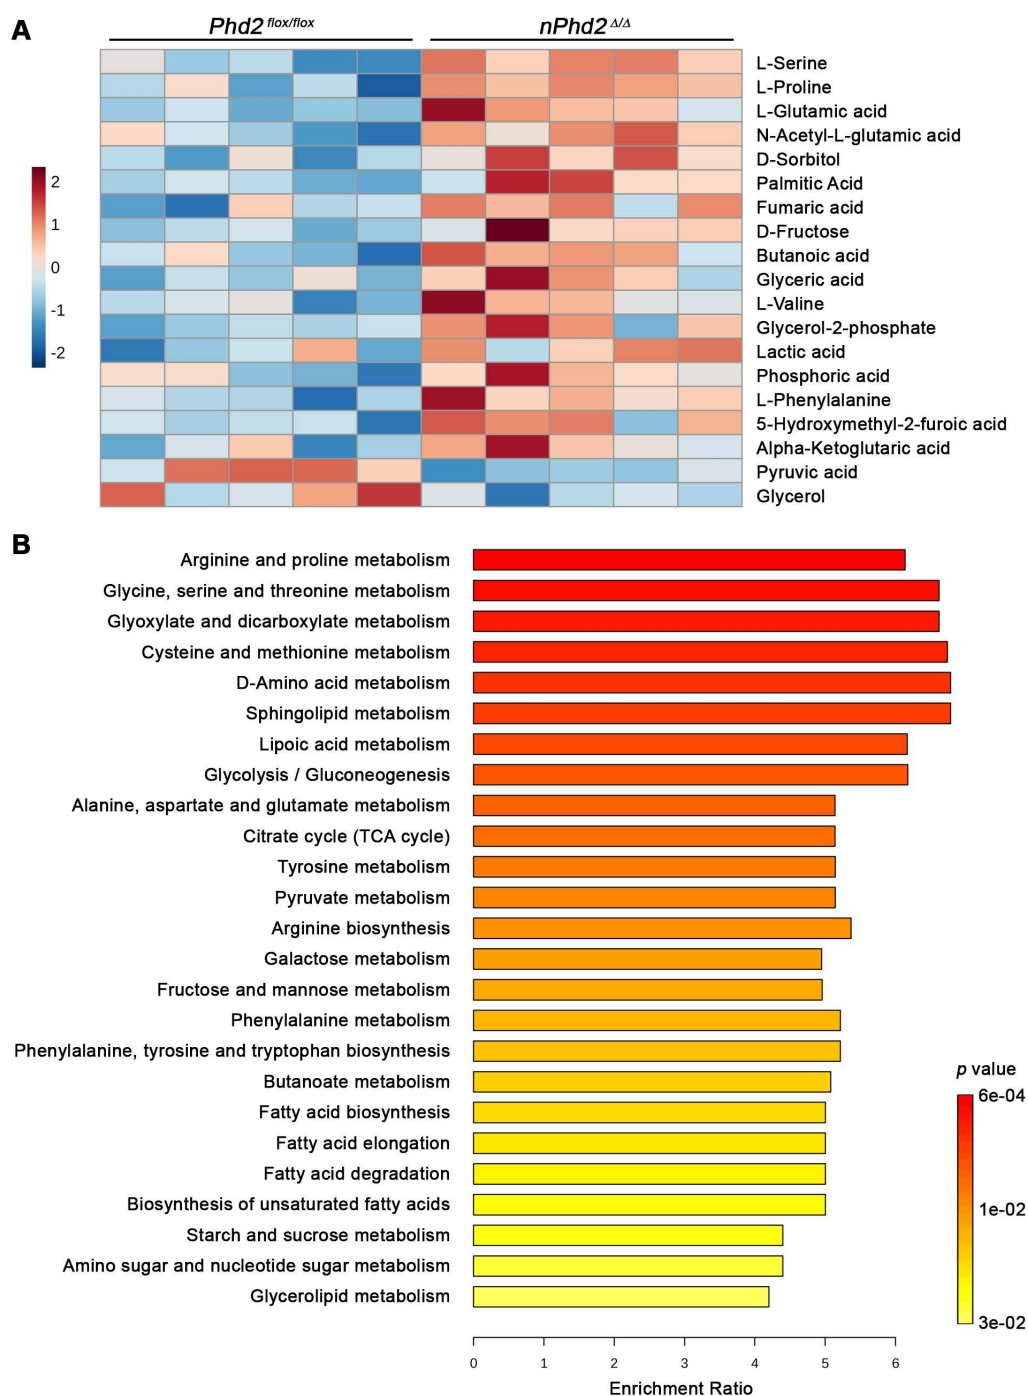 A
Phd2 flox/flox
nPhd2 Δ/Δ
L-Serine
L-Proline
L-Glutamic acid
N-Acetyl-L-glutamic acid
D-Sorbitol
Palmitic Acid
Fumaric acid
D-Fructose
Butanoic acid
Glyceric acid
L-Valine
Glycerol-2-phosphate
Lactic acid
Phosphoric acid
L-Phenylalanine
5-Hydroxymethyl-2-furoic acid
Alpha-Ketoglutaric acid
Pyruvic acid
Glycerol
2
1
0
-1
-2
B
Arginine and proline metabolism
Glycine, serine and threonine metabolism
Glyoxylate and dicarboxylate metabolism
Cysteine and methionine metabolism
D-Amino acid metabolism
Sphingolipid metabolism
Lipoic acid metabolism
Glycolysis / Gluconeogenesis
Alanine, aspartate and glutamate metabolism
Citrate cycle (TCA cycle)
Tyrosine metabolism
Pyruvate metabolism
Arginine biosynthesis
Galactose metabolism
Fructose and mannose metabolism
Phenylalanine metabolism
Phenylalanine, tyrosine and tryptophan biosynthesis
Butanoate metabolism
Fatty acid biosynthesis
Fatty acid elongation
Fatty acid degradation
Biosynthesis of unsaturated fatty acids
Starch and sucrose metabolism
Amino sugar and nucleotide sugar metabolism
Glycerolipid metabolism
p value
6e-04
1e-02
3e-02
0 1 2 3 4 5 6
Enrichment Ratio